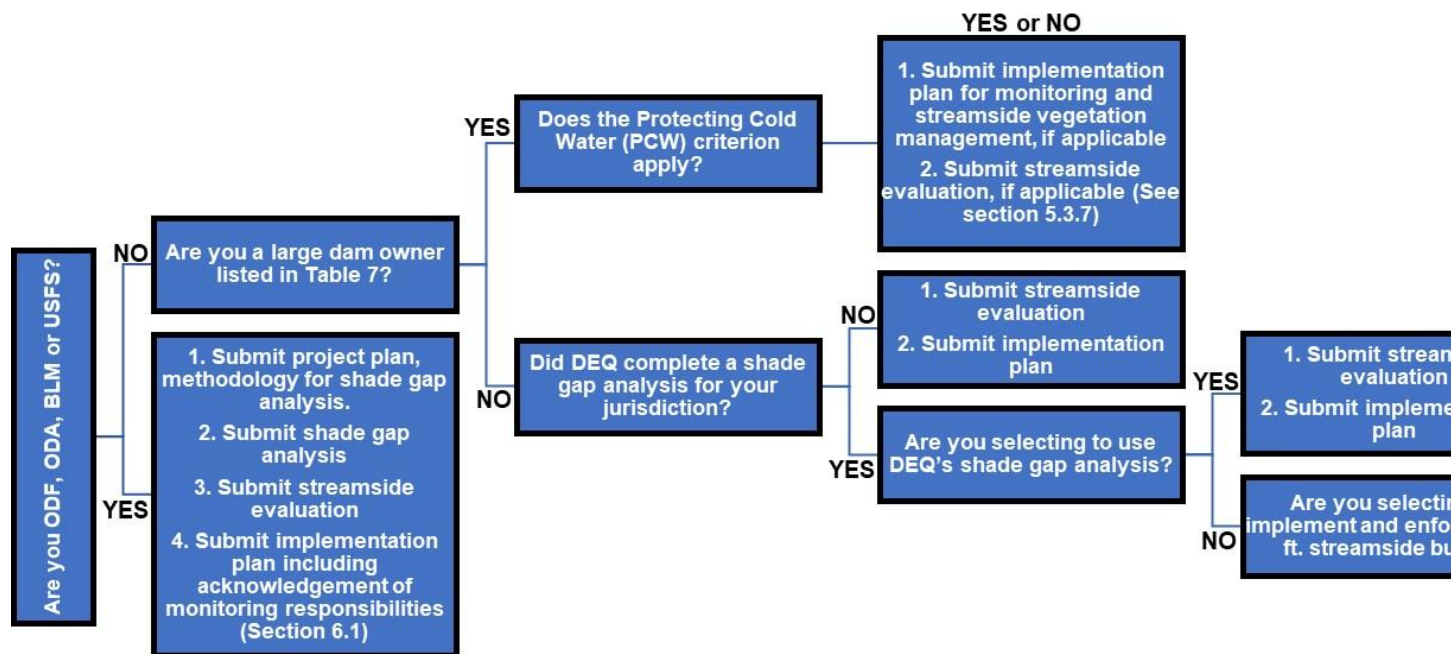 Are you ODF, ODA, BLM or USFS?
NO
Are you a large dam owner
listed in Table 7?
YES
1. Submit project plan,
methodology for shade gap
analysis.
2. Submit shade gap
analysis
3. Submit streamside
evaluation
4. Submit implementation
plan including
acknowledgement of
monitoring responsibilities
(Section 6.1)
YES
Does the Protecting Cold
Water (PCW) criterion
apply?
YES or NO
1. Submit implementation
plan for monitoring and
streamside vegetation
management, if applicable
2. Submit streamside
evaluation, if applicable (See
section 5.3.7)
NO
Did DEQ complete a shade
gap analysis for your
jurisdiction?
NO
1. Submit streamside
evaluation
2. Submit implementation
plan
YES
Are you selecting to use
DEQ's shade gap analysis?
YES
1. Submit
evaluation
2. Submit
plan
NO
Are you
implement and
ft. streamside